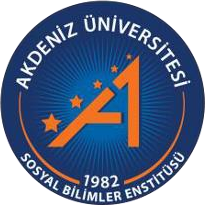 AKDENİZ ÜNİVERSİTESİ
1982
SOSYAL BİLİMLER ENSTİTÜSÜ